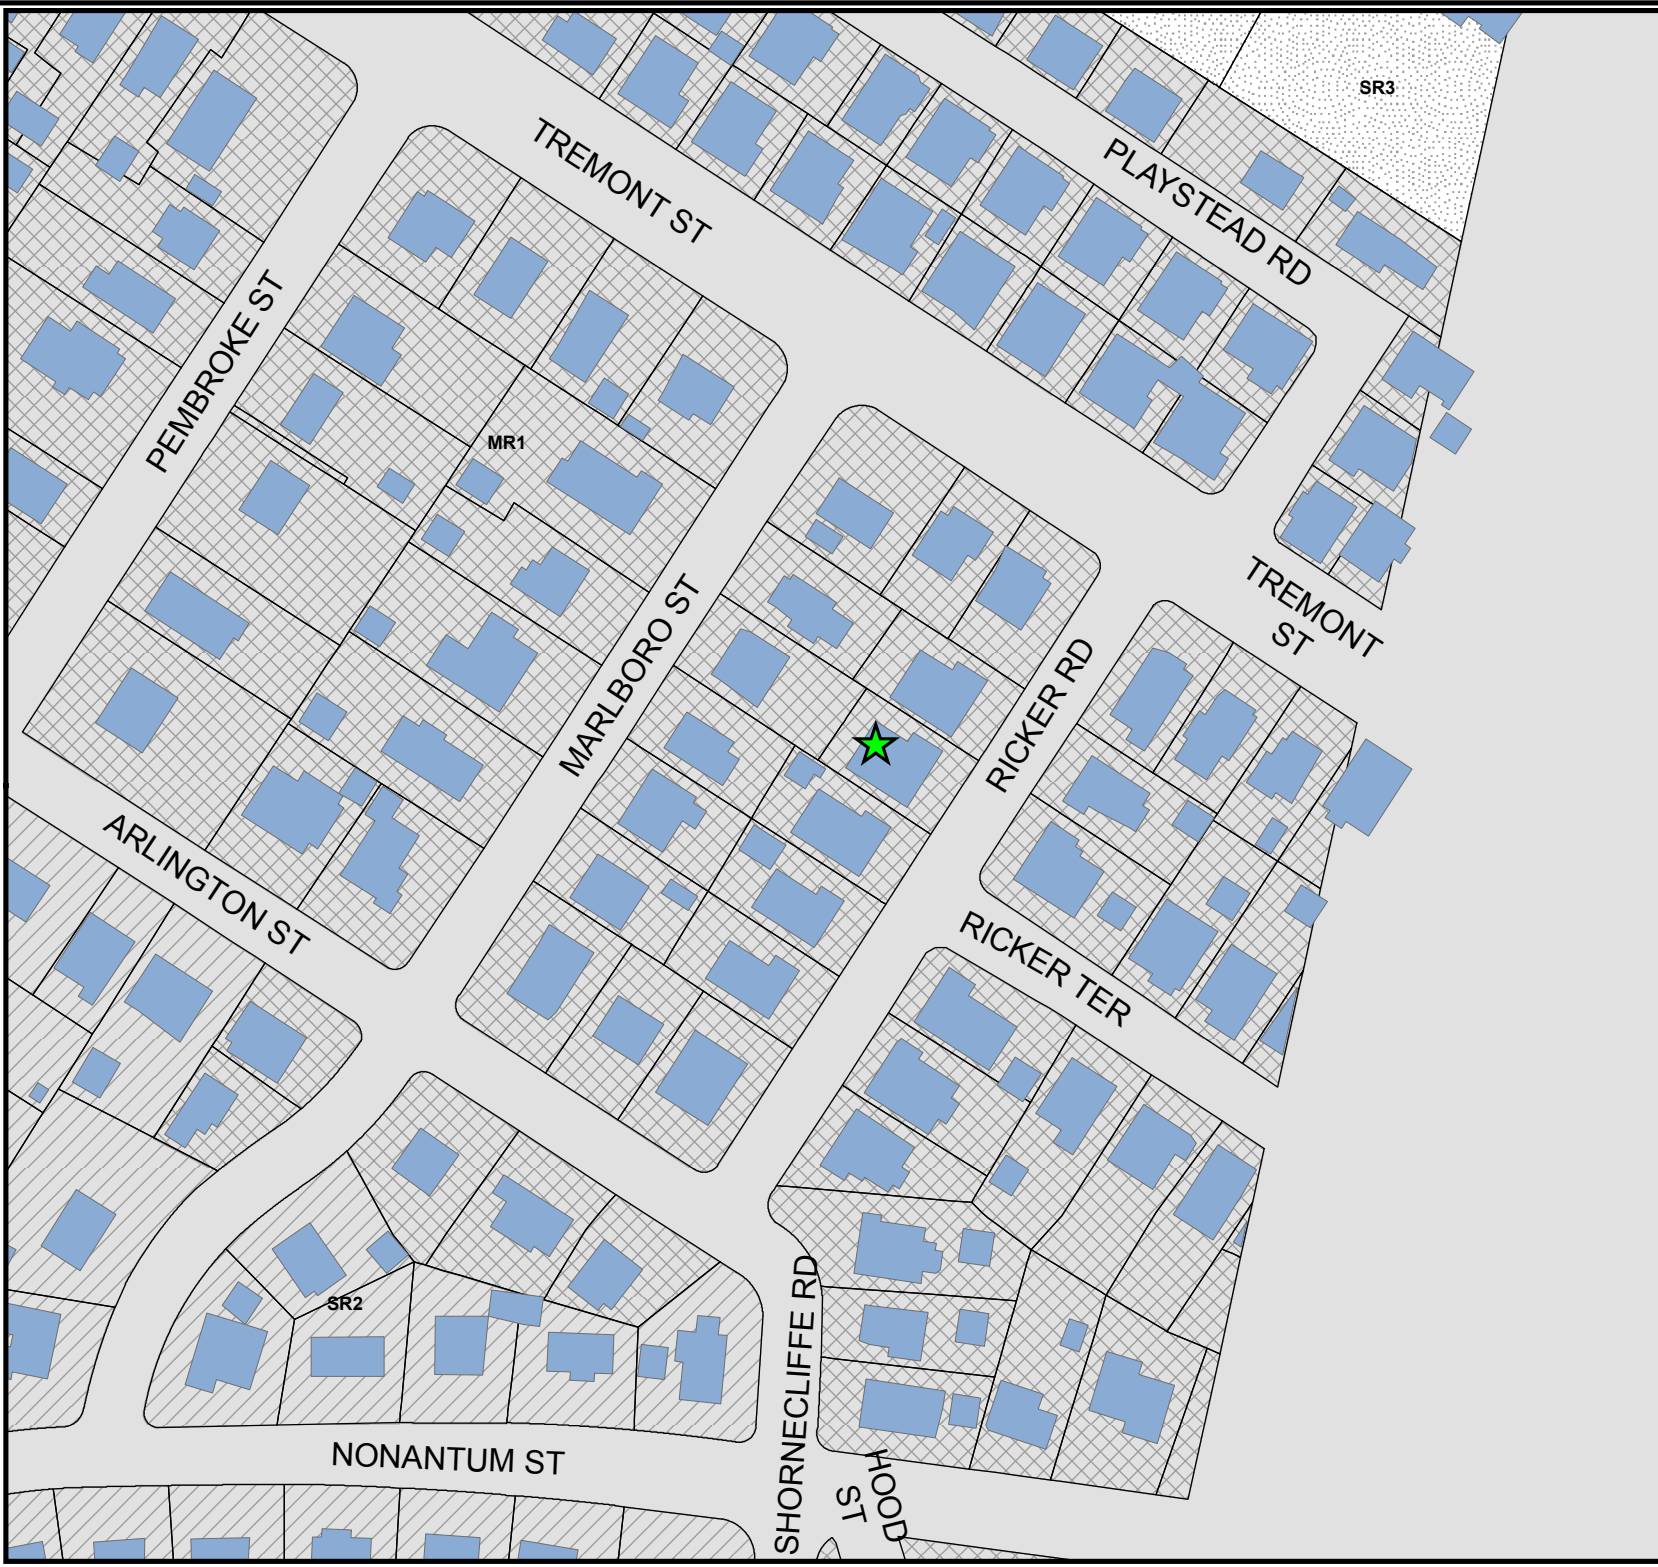 SR3
TREMONT ST
PLAYSTEAD RD
PEMBROKE ST
MR1
TREMONT
ST
MARLBORO ST
RICKER RD
ARLINGTON ST
RICKER TER
SR2
SHORNECLIFFE RD
NONANTUM ST
HOOD
ST